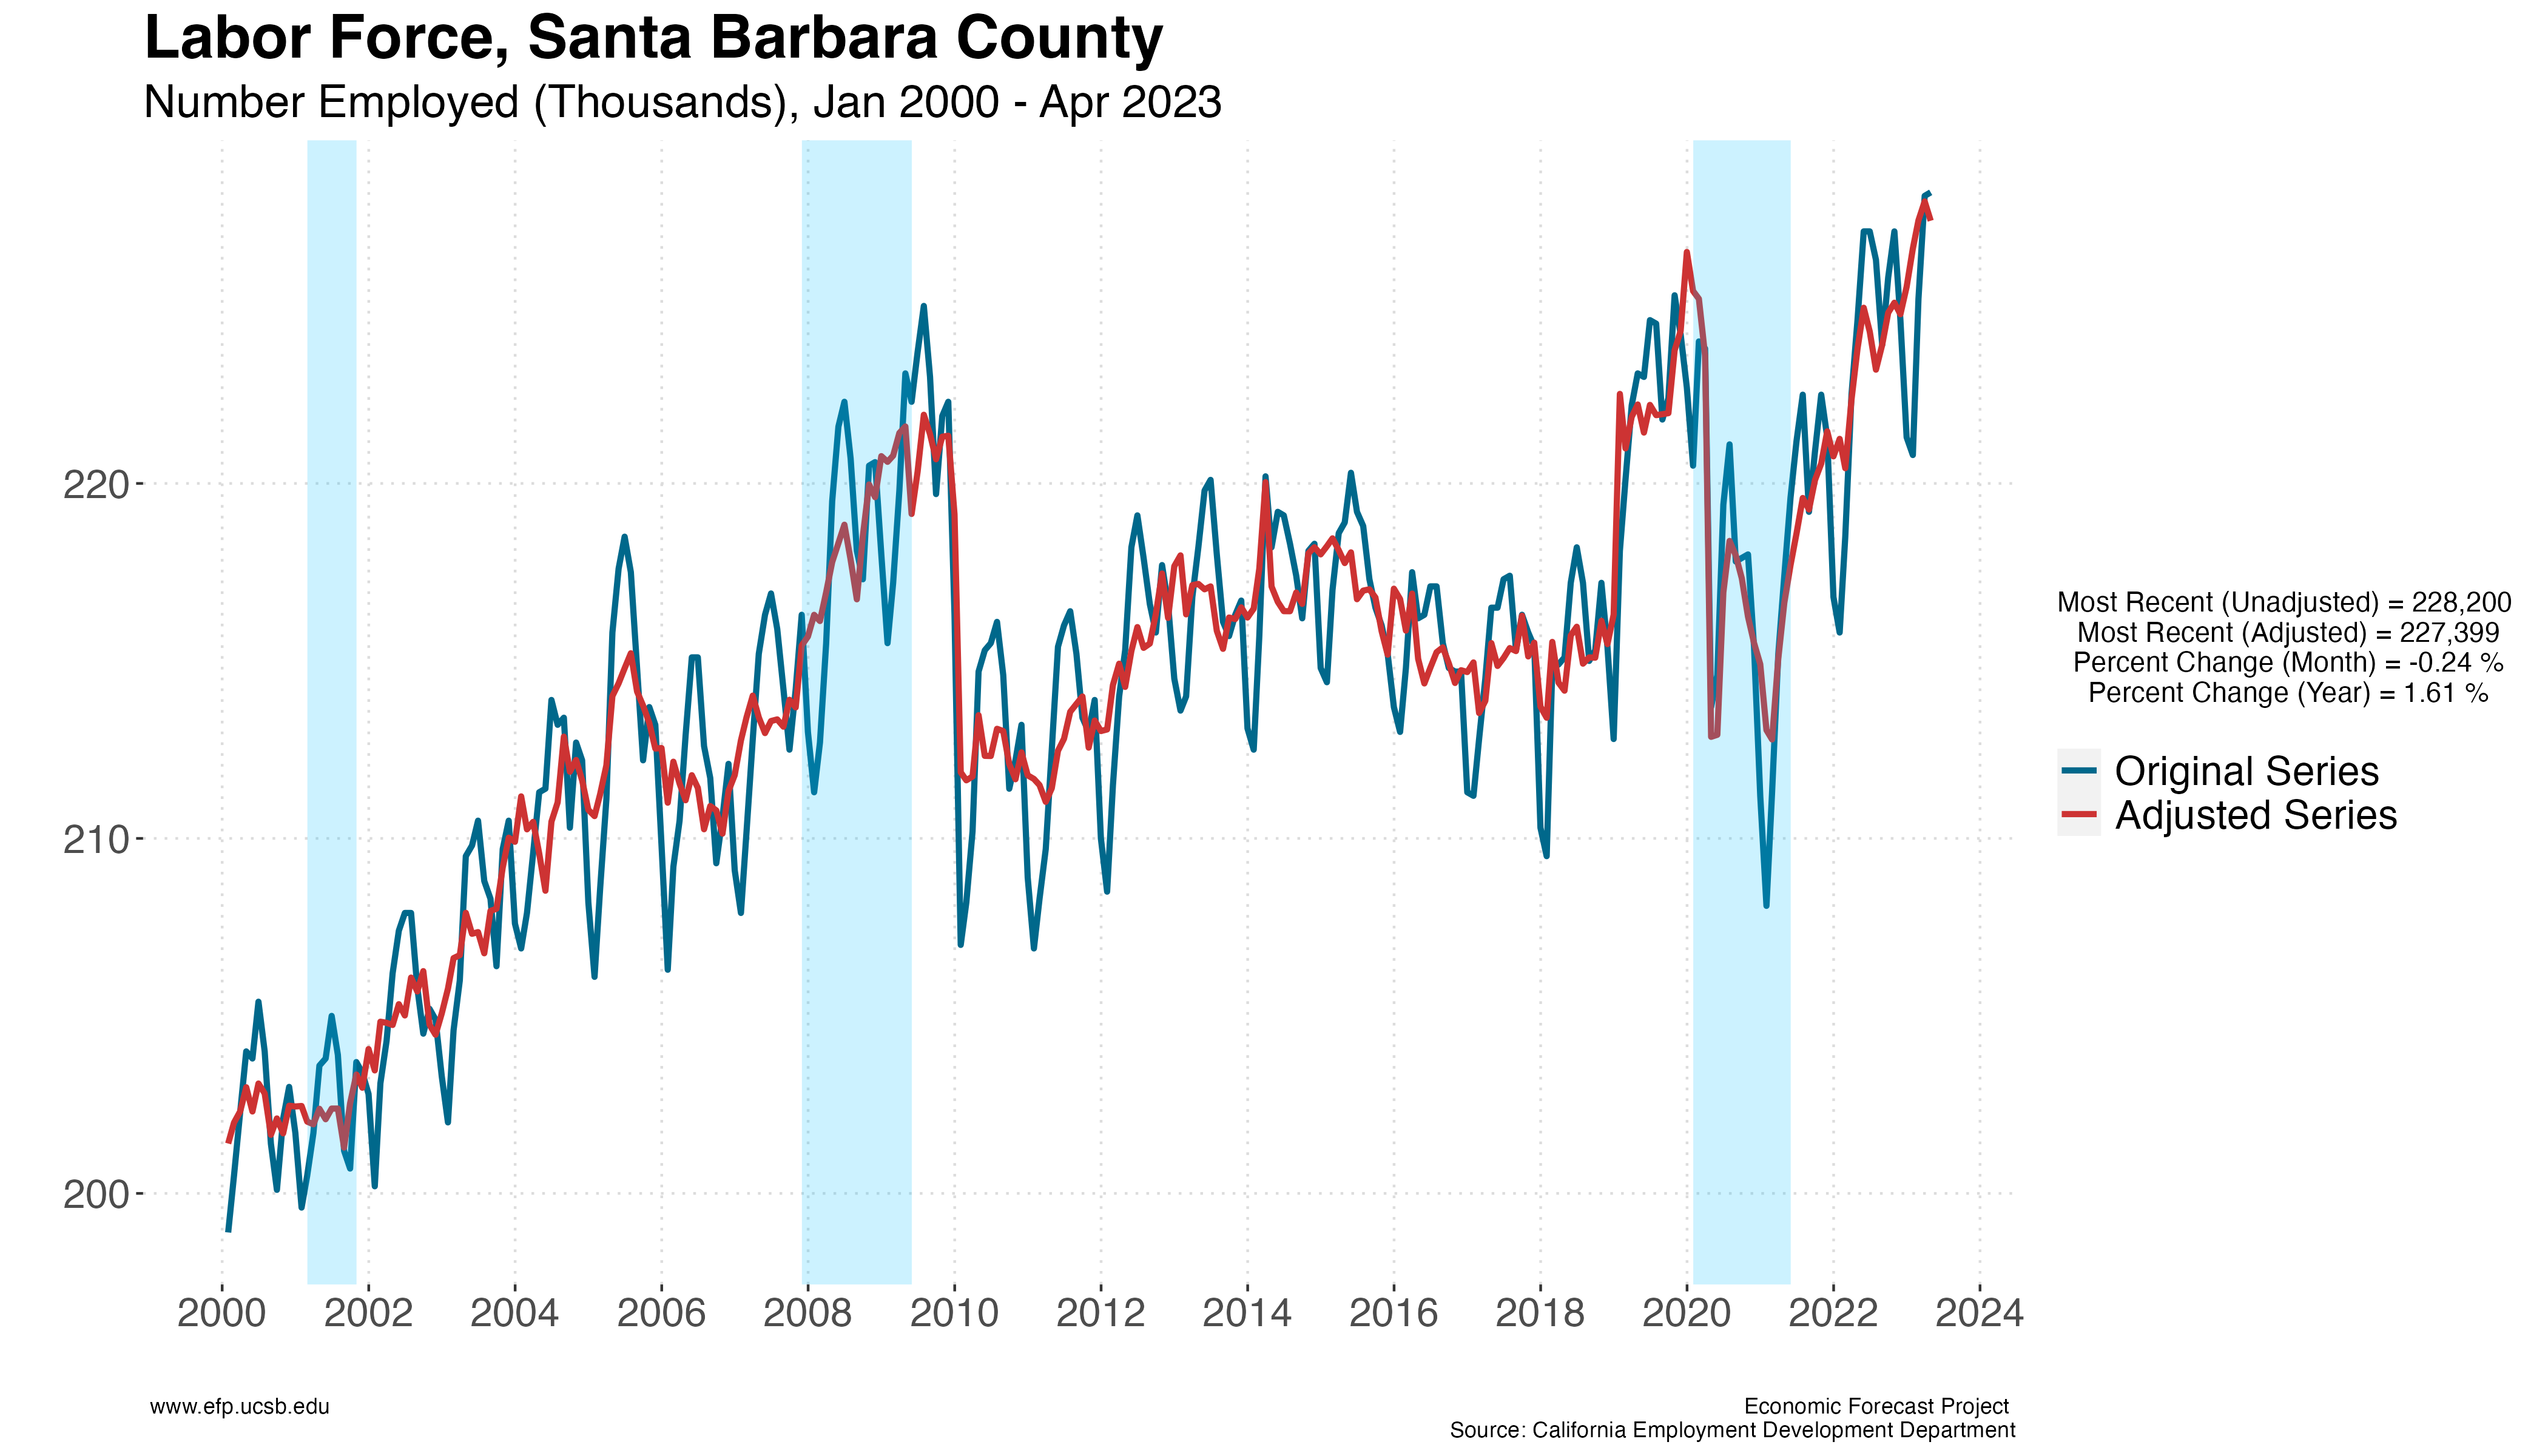 Labor Force, Santa Barbara County
Number Employed (Thousands), Jan 2000 - Apr 2023
220
210
200
2000 2002 2004 2006 2008 2010 2012 2014 2016 2018 2020 2022 2024
Most Recent (Unadjusted) = 228,200
Most Recent (Adjusted) = 227,399
Percent Change (Month) = -0.24 %
Percent Change (Year) = 1.61 %
Original Series
Adjusted Series
www.efp.ucsb.edu
Economic Forecast Project
Source: California Employment Development Department